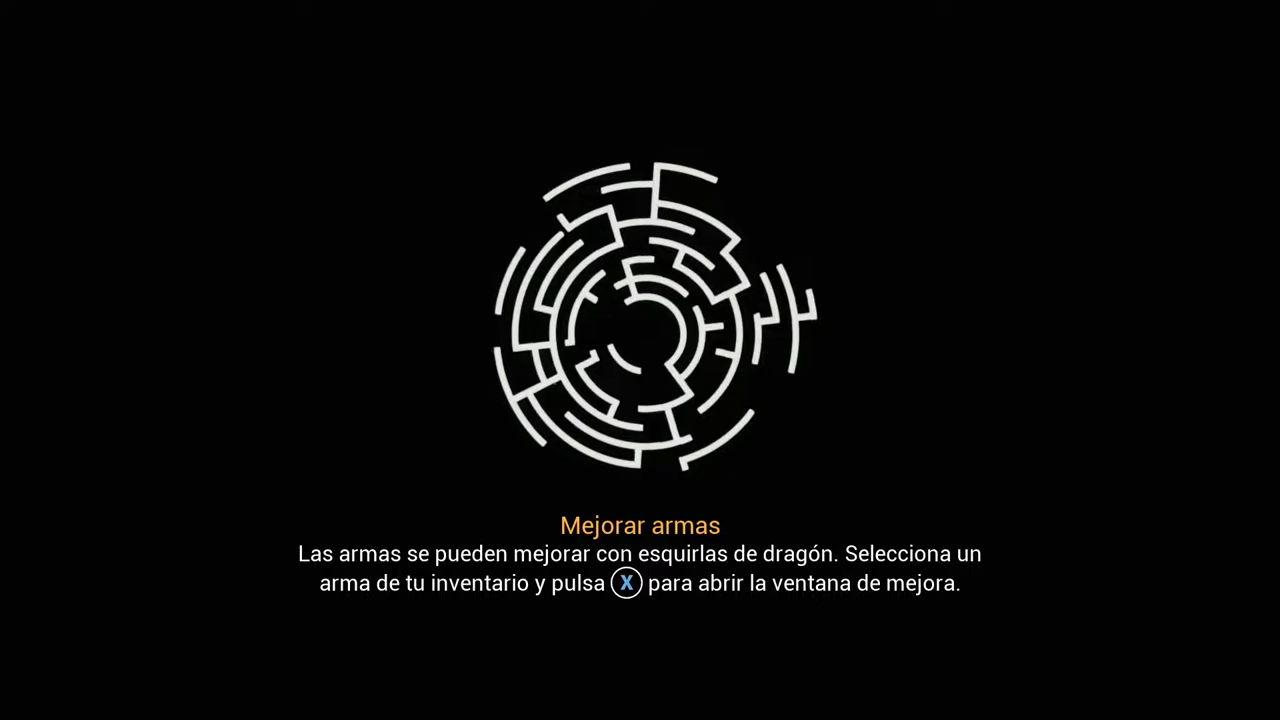 Mejorar armas
Las armas se pueden mejorar con esquirlas de dragón. Selecciona un
arma de tu inventario y pulsa X para abrir la ventana de mejora.